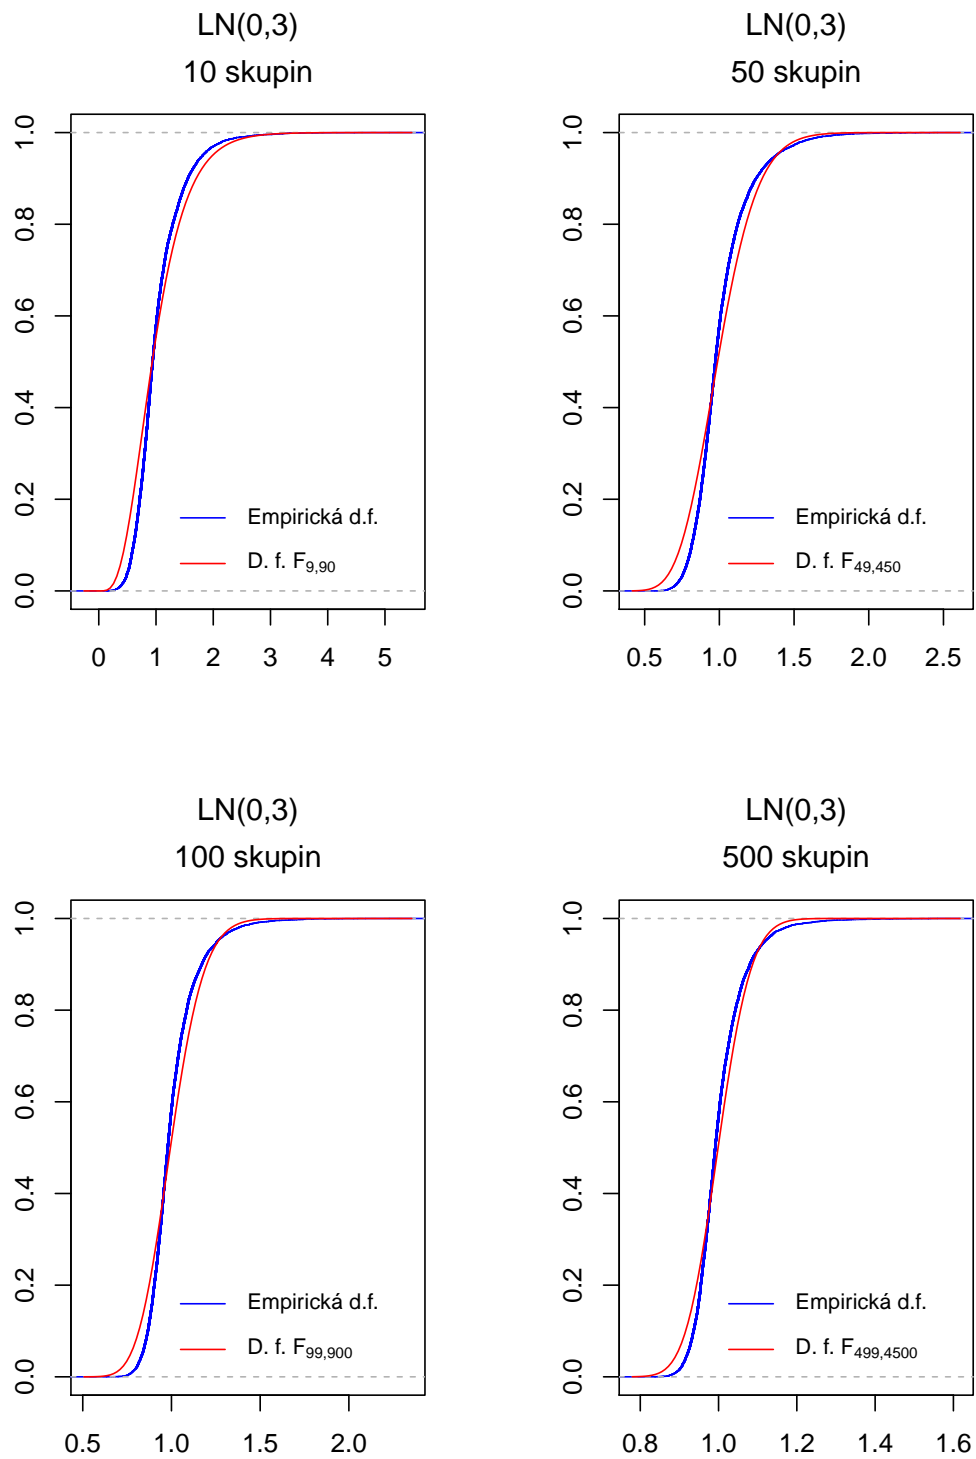 LN(0,3)
10 skupin
1.0
0.8
0.6
0.4
0.2
0.0
Empirická d.f.
D. f. F9,90
0 1 2 3 4 5
LN(0,3)
50 skupin
1.0
0.8
0.6
0.4
0.2
0.0
Empirická d.f.
D. f. F49,450
0.5 1.0 1.5 2.0 2.5
LN(0,3)
100 skupin
1.0
0.8
0.6
0.4
0.2
0.0
Empirická d.f.
D. f. F99,900
0.5 1.0 1.5 2.0
LN(0,3)
500 skupin
1.0
0.8
0.6
0.4
0.2
0.0
Empirická d.f.
D. f. F499,4500
0.8 1.0 1.2 1.4 1.6